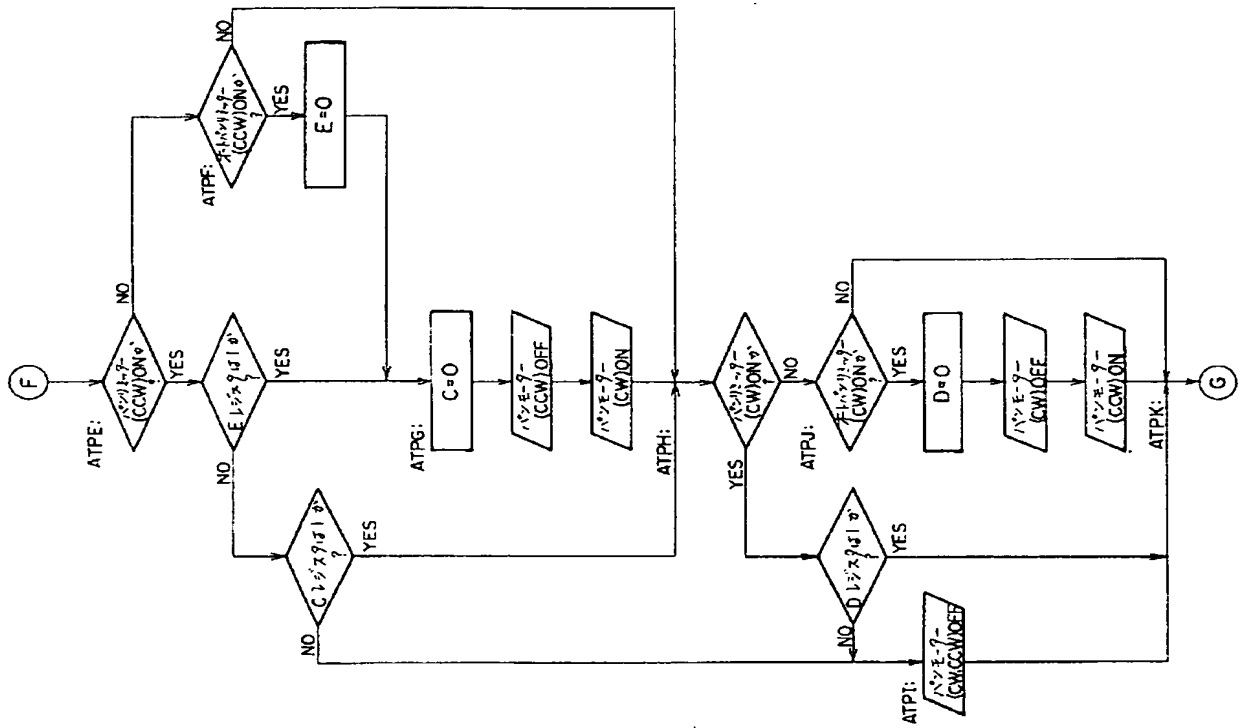 F
ATPE:
パンリミッター
(CCW)ONか
?
NO
YES
ATPF:
オートパンリミッター
(CCW)ONか
?
NO
YES
E=0
Eレジスタは1か
?
NO
YES
Cレジスタは1か
?
NO
YES
ATPG:
C=0
パンモーター
(CCW)OFF
パンモーター
(CW)ON
ATPH:
パンリミッター
(CW)ONか
?
YES
NO
ATPJ:
オートパンリミッター
(CW)ONか
?
NO
YES
Dレジスタは1か
?
NO
YES
D=0
パンモーター
(CW)OFF
パンモーター
(CCW)ON
ATPI:
パンモーター
(CW,CCW)OFF
ATPK:
G